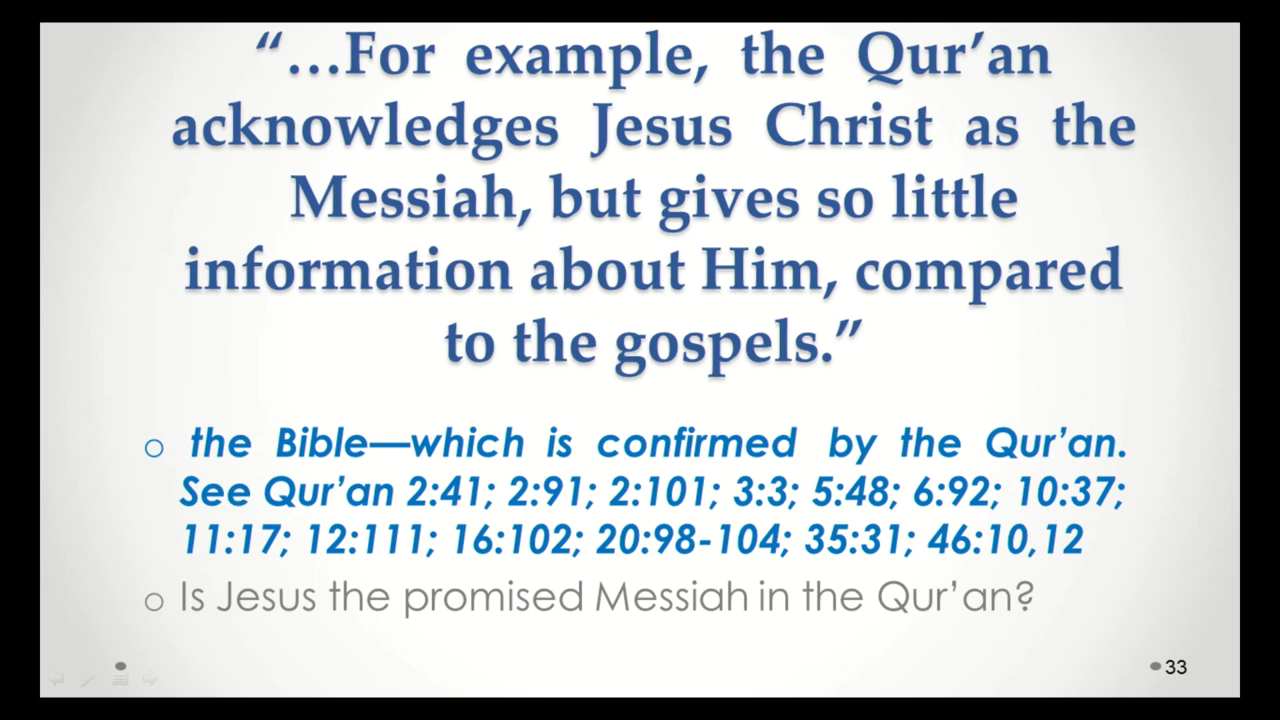 “…For example, the Qur’an
acknowledges Jesus Christ as the
Messiah, but gives so little
information about Him, compared
to the gospels.”
the Bible—which is confirmed by the Qur’an.
See Qur’an 2:41; 2:91; 2:101; 3:3; 5:48; 6:92; 10:37;
11:17; 12:111; 16:102; 20:98-104; 35:31; 46:10,12
Is Jesus the promised Messiah in the Qur’an?
33